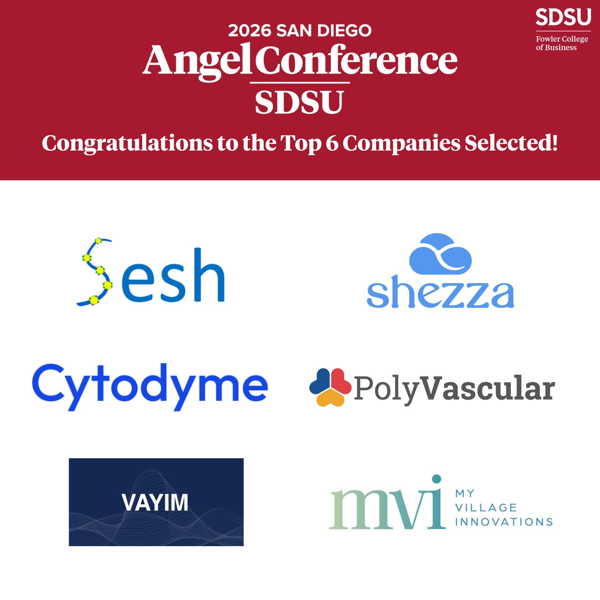 SDSU
Fowler College
of Business
2026 SAN DIEGO
Angel Conference
SDSU
Congratulations to the Top 6 Companies Selected!
Sesh
shezza
Cytodyme
PolyVascular
VAYIM
mvi
MY
VILLAGE
INNOVATIONS